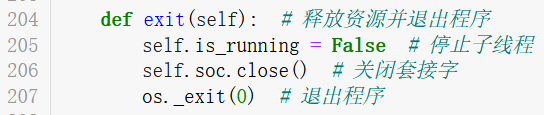 204 def exit(self):  # 释放资源并退出程序
205 self.is_running = False  # 停止子线程
206 self.soc.close()  # 关闭套接字
207 os._exit(0)  # 退出程序